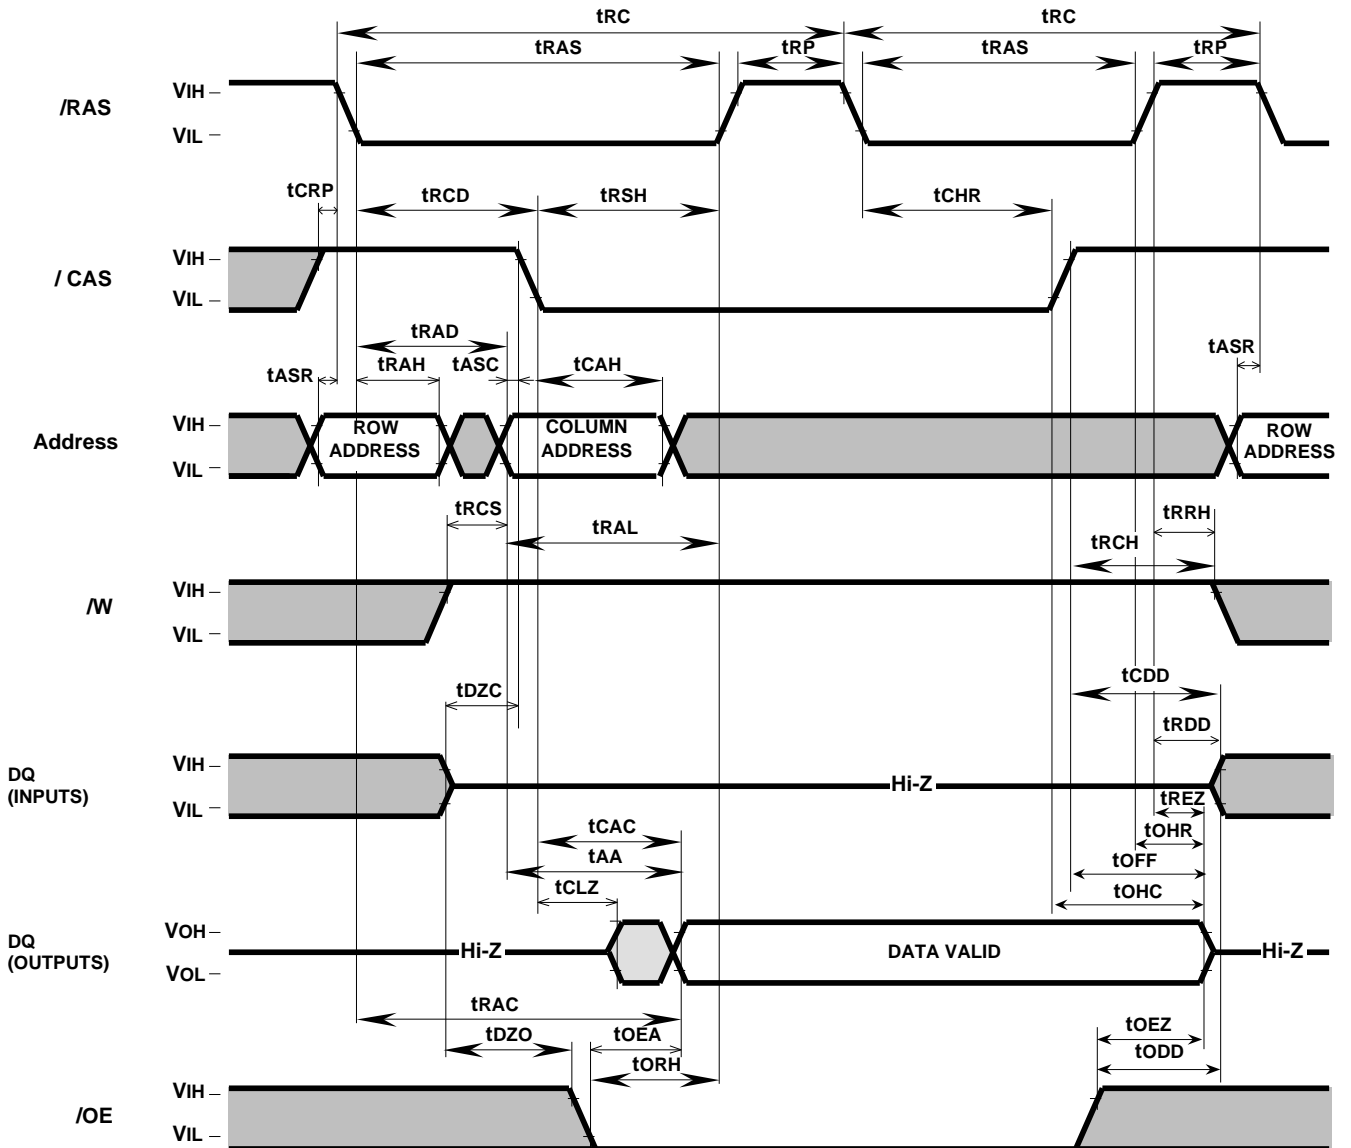 tRC tRC
tRAS tRP tRAS tRP
/RAS VIH
VIL
tCRP tRCD tRSH tCHR
/ CAS VIH
VIL
tRAD
tASR tRAH tASC tCAH tASR
Address VIH
VIL
ROW
ADDRESS
COLUMN
ADDRESS
ROW
ADDRESS
tRCS tRAL tRRH
tRCH
/W VIH
VIL
tCDD
tDZC
tRDD
DQ
(INPUTS)
VIH
VIL
Hi-Z
tREZ
tCAC tOHR
tAA tOFF
tCLZ tOHC
DQ
(OUTPUTS)
VOH
VOL
Hi-Z DATA VALID Hi-Z
tRAC
tDZO tOEA tOEZ
tORH tODD
/OE VIH
VIL